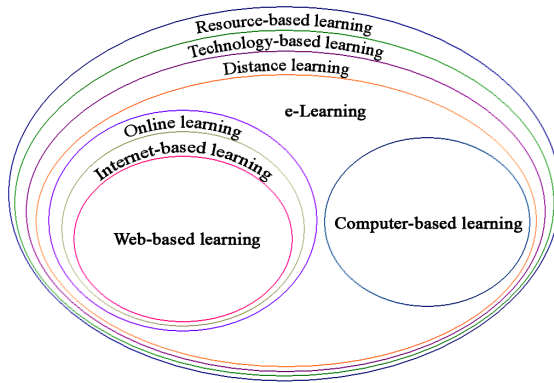 Resource-based learning
Technology-based learning
Distance learning
e-Learning
Online learning
Internet-based learning
Web-based learning
Computer-based learning